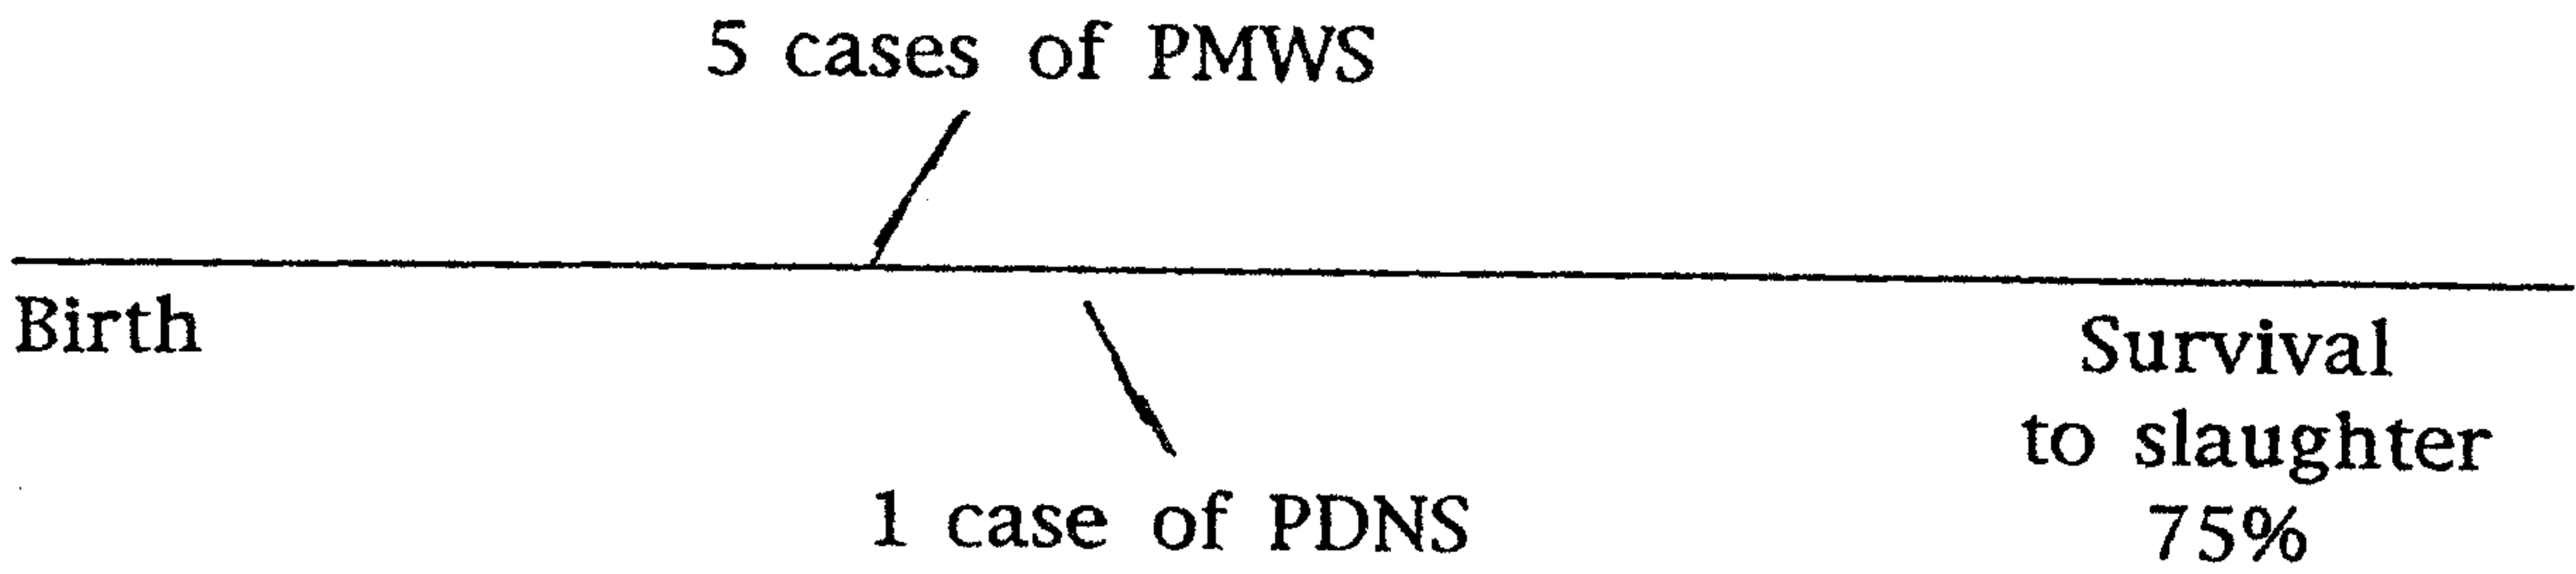 5 cases of PMWS
Birth
1 case of PDNS
Survival
to slaughter
75%